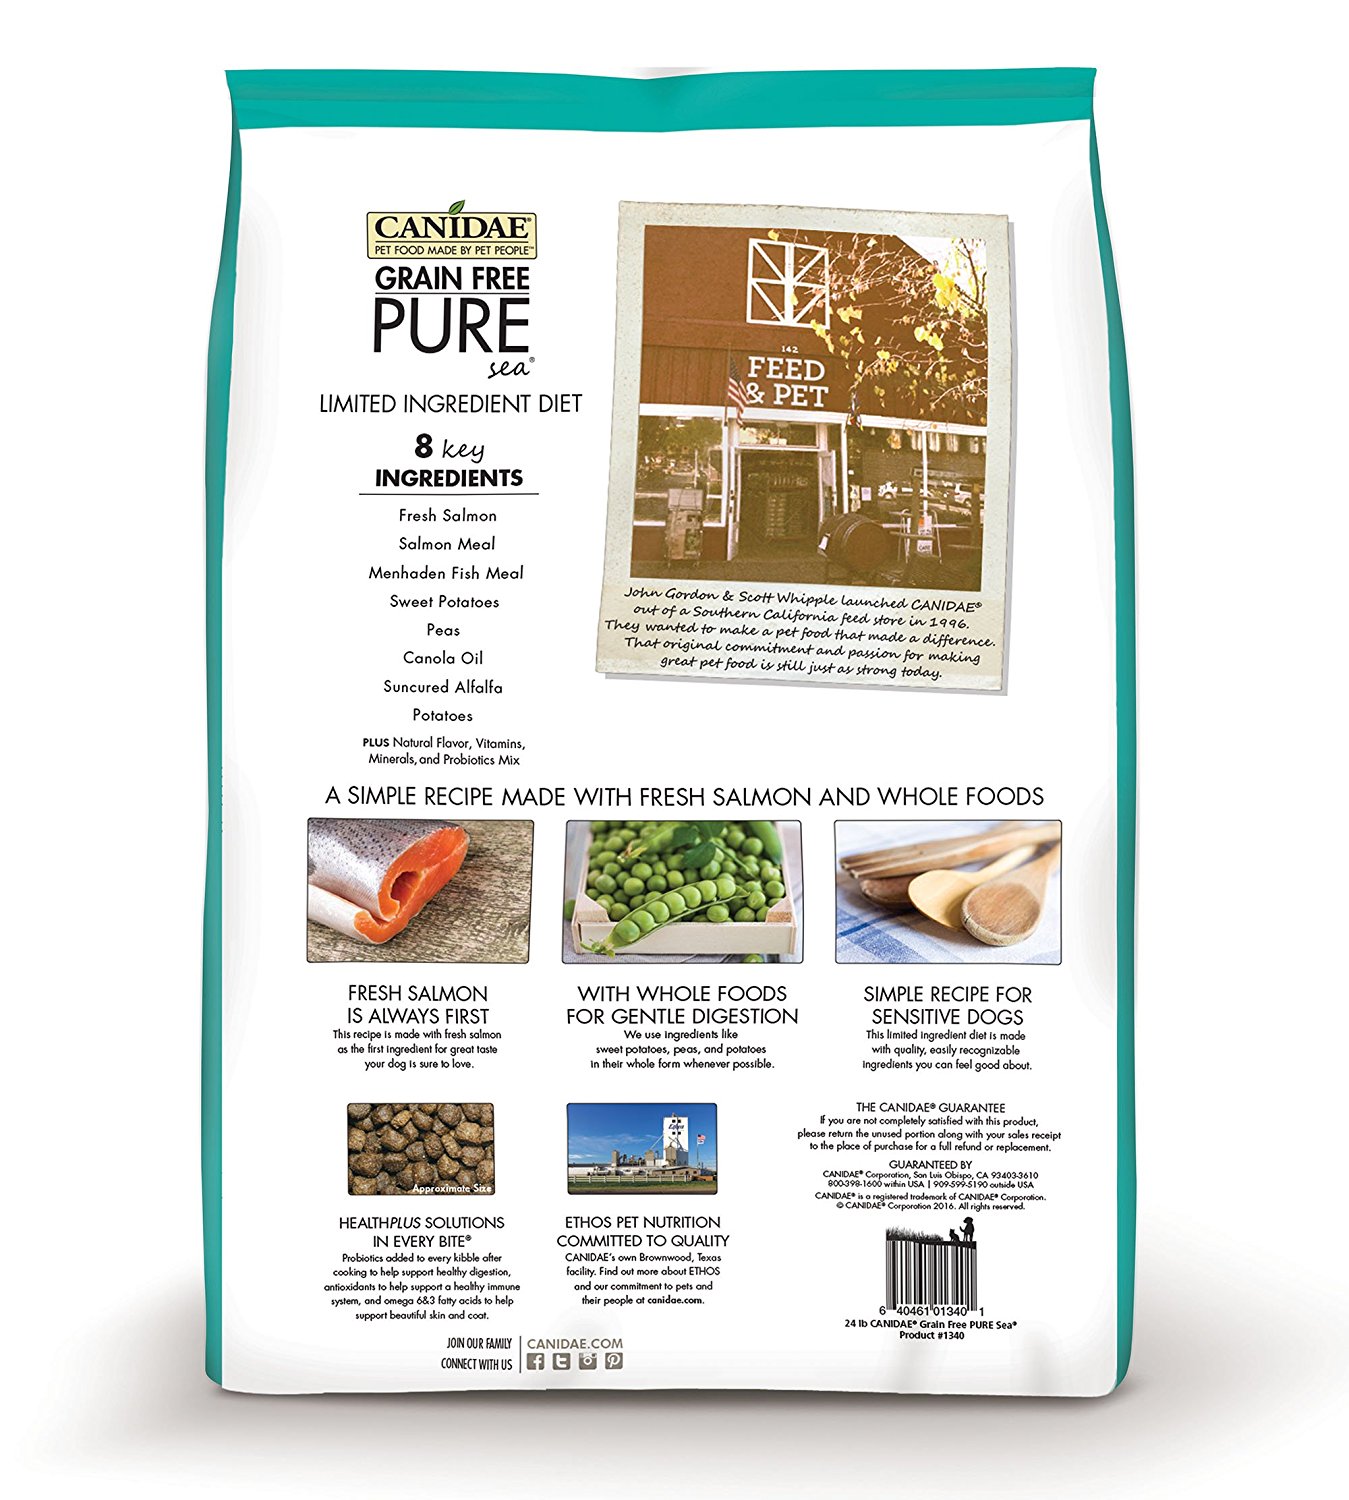 CANIDAE®
PET FOOD MADE BY PET PEOPLE™
GRAIN FREE
PURE
sea®
LIMITED INGREDIENT DIET
8 key
INGREDIENTS
Fresh Salmon
Salmon Meal
Menhaden Fish Meal
Sweet Potatoes
Peas
Canola Oil
Suncured Alfalfa
Potatoes
PLUS Natural Flavor, Vitamins,
Minerals, and Probiotics Mix
142
FEED
& PET
John Gordon & Scott Whipple launched CANIDAE®
out of a Southern California feed store in 1996.
They wanted to make a pet food that made a difference.
That original commitment and passion for making
great pet food is still just as strong today.
A SIMPLE RECIPE MADE WITH FRESH SALMON AND WHOLE FOODS
FRESH SALMON
IS ALWAYS FIRST
This recipe is made with fresh salmon
as the first ingredient for great taste
your dog is sure to love.
WITH WHOLE FOODS
FOR GENTLE DIGESTION
We use ingredients like
sweet potatoes, peas, and potatoes
in their whole form whenever possible.
SIMPLE RECIPE FOR
SENSITIVE DOGS
This limited ingredient diet is made
with quality, easily recognizable
ingredients you can feel good about.
Approximate Size
HEALTHPLUS SOLUTIONS
IN EVERY BITE®
Probiotics added to every kibble after
cooking to help support healthy digestion,
antioxidants to help support a healthy immune
system, and omega 6&3 fatty acids to help
support beautiful skin and coat.
Ethos
ETHOS PET NUTRITION
COMMITTED TO QUALITY
CANIDAE's own Brownwood, Texas
facility. Find out more about ETHOS
and our commitment to pets and
their people at canidae.com.
THE CANIDAE® GUARANTEE
If you are not completely satisfied with this product,
please return the unused portion along with your sales receipt
to the place of purchase for a full refund or replacement.
GUARANTEED BY
CANIDAE® Corporation, San Luis Obispo, CA 93403-3610
800-398-1600 within USA | 909-599-5190 outside USA
CANIDAE® is a registered trademark of CANIDAE® Corporation.
© CANIDAE® Corporation 2016. All rights reserved.
6 40461 01340 1
24 lb CANIDAE® Grain Free PURE Sea®
Product #1340
JOIN OUR FAMILY
CONNECT WITH US
CANIDAE.COM